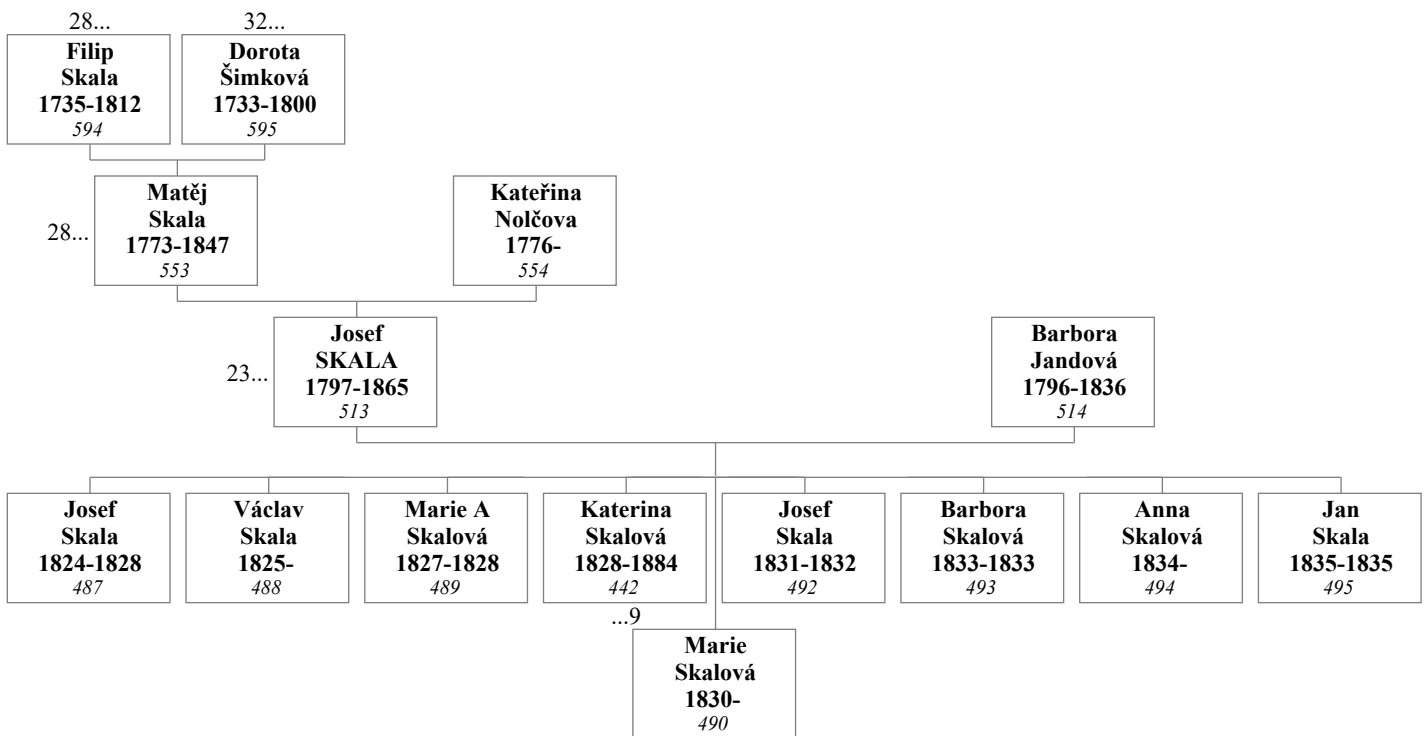 28...
32...
Filip
Skala
1735-1812
594
Dorota
Šimková
1733-1800
595
28...
Matěj
Skala
1773-1847
553
Kateřina
Nolčova
1776-
554
23...
Josef
SKALA
1797-1865
513
Barbora
Jandová
1796-1836
514
Josef
Skala
1824-1828
487
Václav
Skala
1825-
488
Marie A
Skalová
1827-1828
489
Katerina
Skalová
1828-1884
442
...9
Josef
Skala
1831-1832
492
Barbora
Skalová
1833-1833
493
Anna
Skalová
1834-
494
Jan
Skala
1835-1835
495
Marie
Skalová
1830-
490